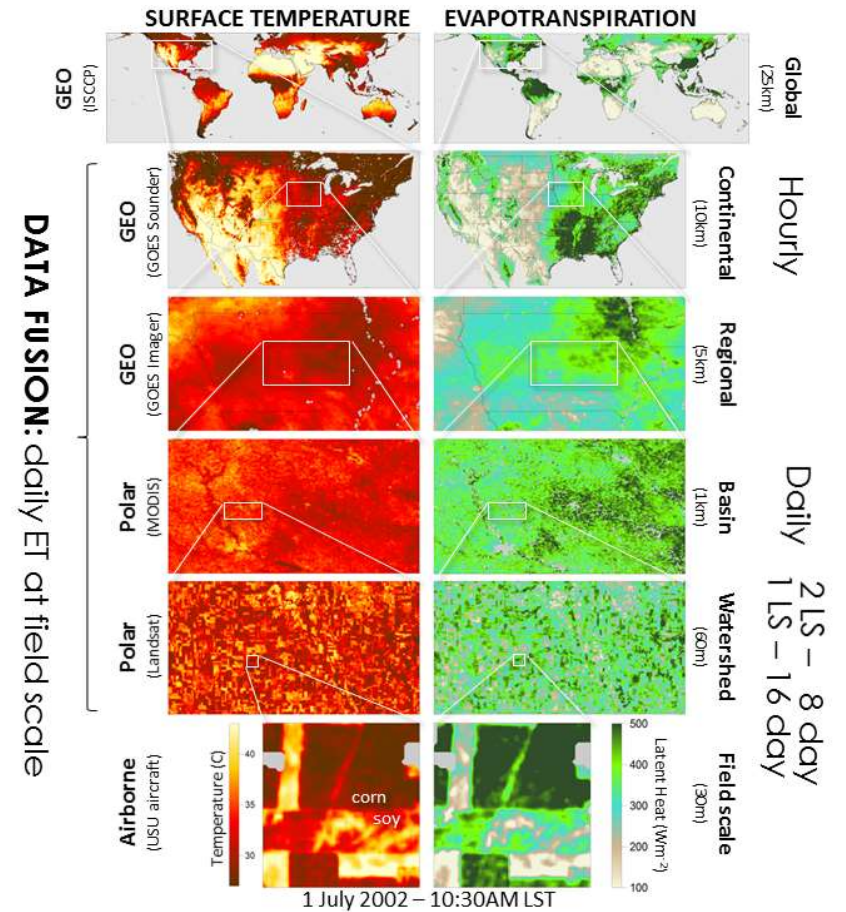 SURFACE TEMPERATURE
EVAPOTRANSPIRATION
GEO
(ISCCP)
Global
(25km)
GEO
(GOES Sounder)
Continental
(10km)
Hourly
GEO
(GOES Imager)
Regional
(5km)
Polar
(MODIS)
Basin
(1km)
Daily
Polar
(Landsat)
Watershed
(60m)
2 LS – 8 day
1 LS – 16 day
DATA FUSION: daily ET at field scale
Airborne
(USU aircraft)
Temperature (C)
40
35
30
corn
soy
500
400
300
200
100
Latent Heat (Wm-2)
Field scale
(30m)
1 July 2002 – 10:30AM LST